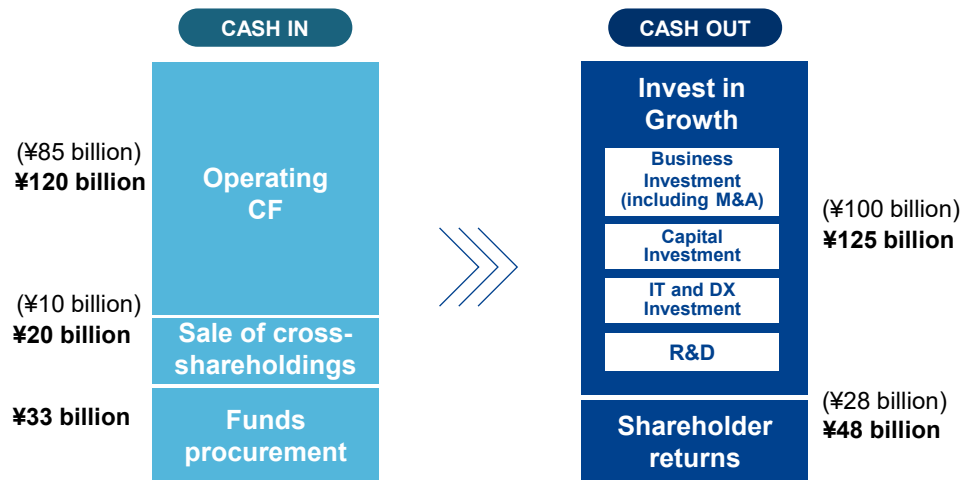 CASH IN
(¥85 billion)
¥120 billion
Operating
CF
(¥10 billion)
¥20 billion
Sale of cross-
shareholdings
¥33 billion
Funds
procurement
CASH OUT
Invest in
Growth
Business
Investment
(including M&A)
Capital
Investment
IT and DX
Investment
R&D
(¥100 billion)
¥125 billion
Shareholder
returns
(¥28 billion)
¥48 billion